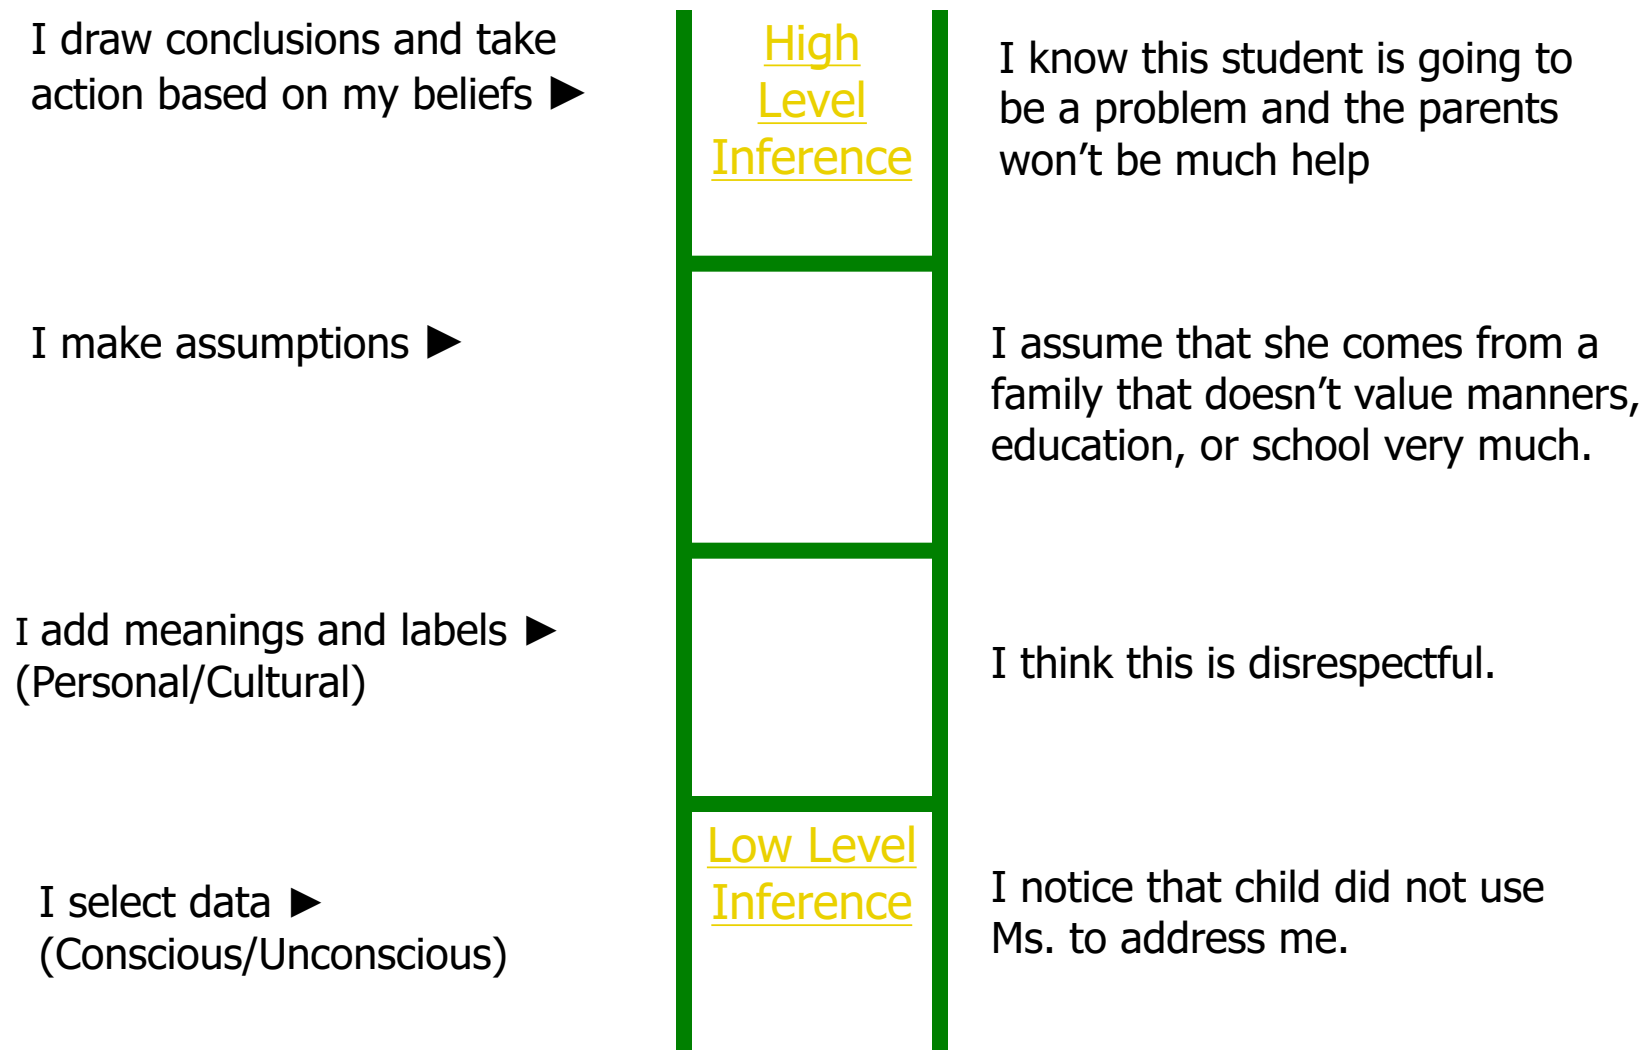 I draw conclusions and take
action based on my beliefs ►
High
Level
Inference
I know this student is going to
be a problem and the parents
won’t be much help
I make assumptions ►
I assume that she comes from a
family that doesn’t value manners,
education, or school very much.
I add meanings and labels ►
(Personal/Cultural)
I think this is disrespectful.
I select data ►
(Conscious/Unconscious)
Low Level
Inference
I notice that child did not use
Ms. to address me.